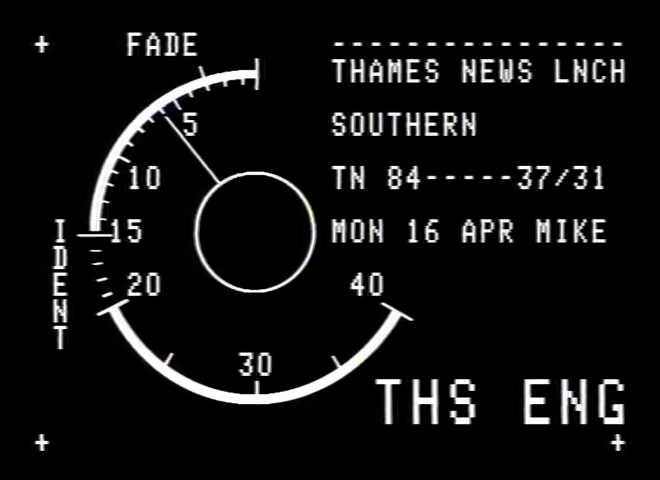 FADE
----------------
THAMES NEWS LNCH
5
SOUTHERN
10
TN 84-----37/31
15
MON 16 APR MIKE
IDENT
20
40
30
THS ENG